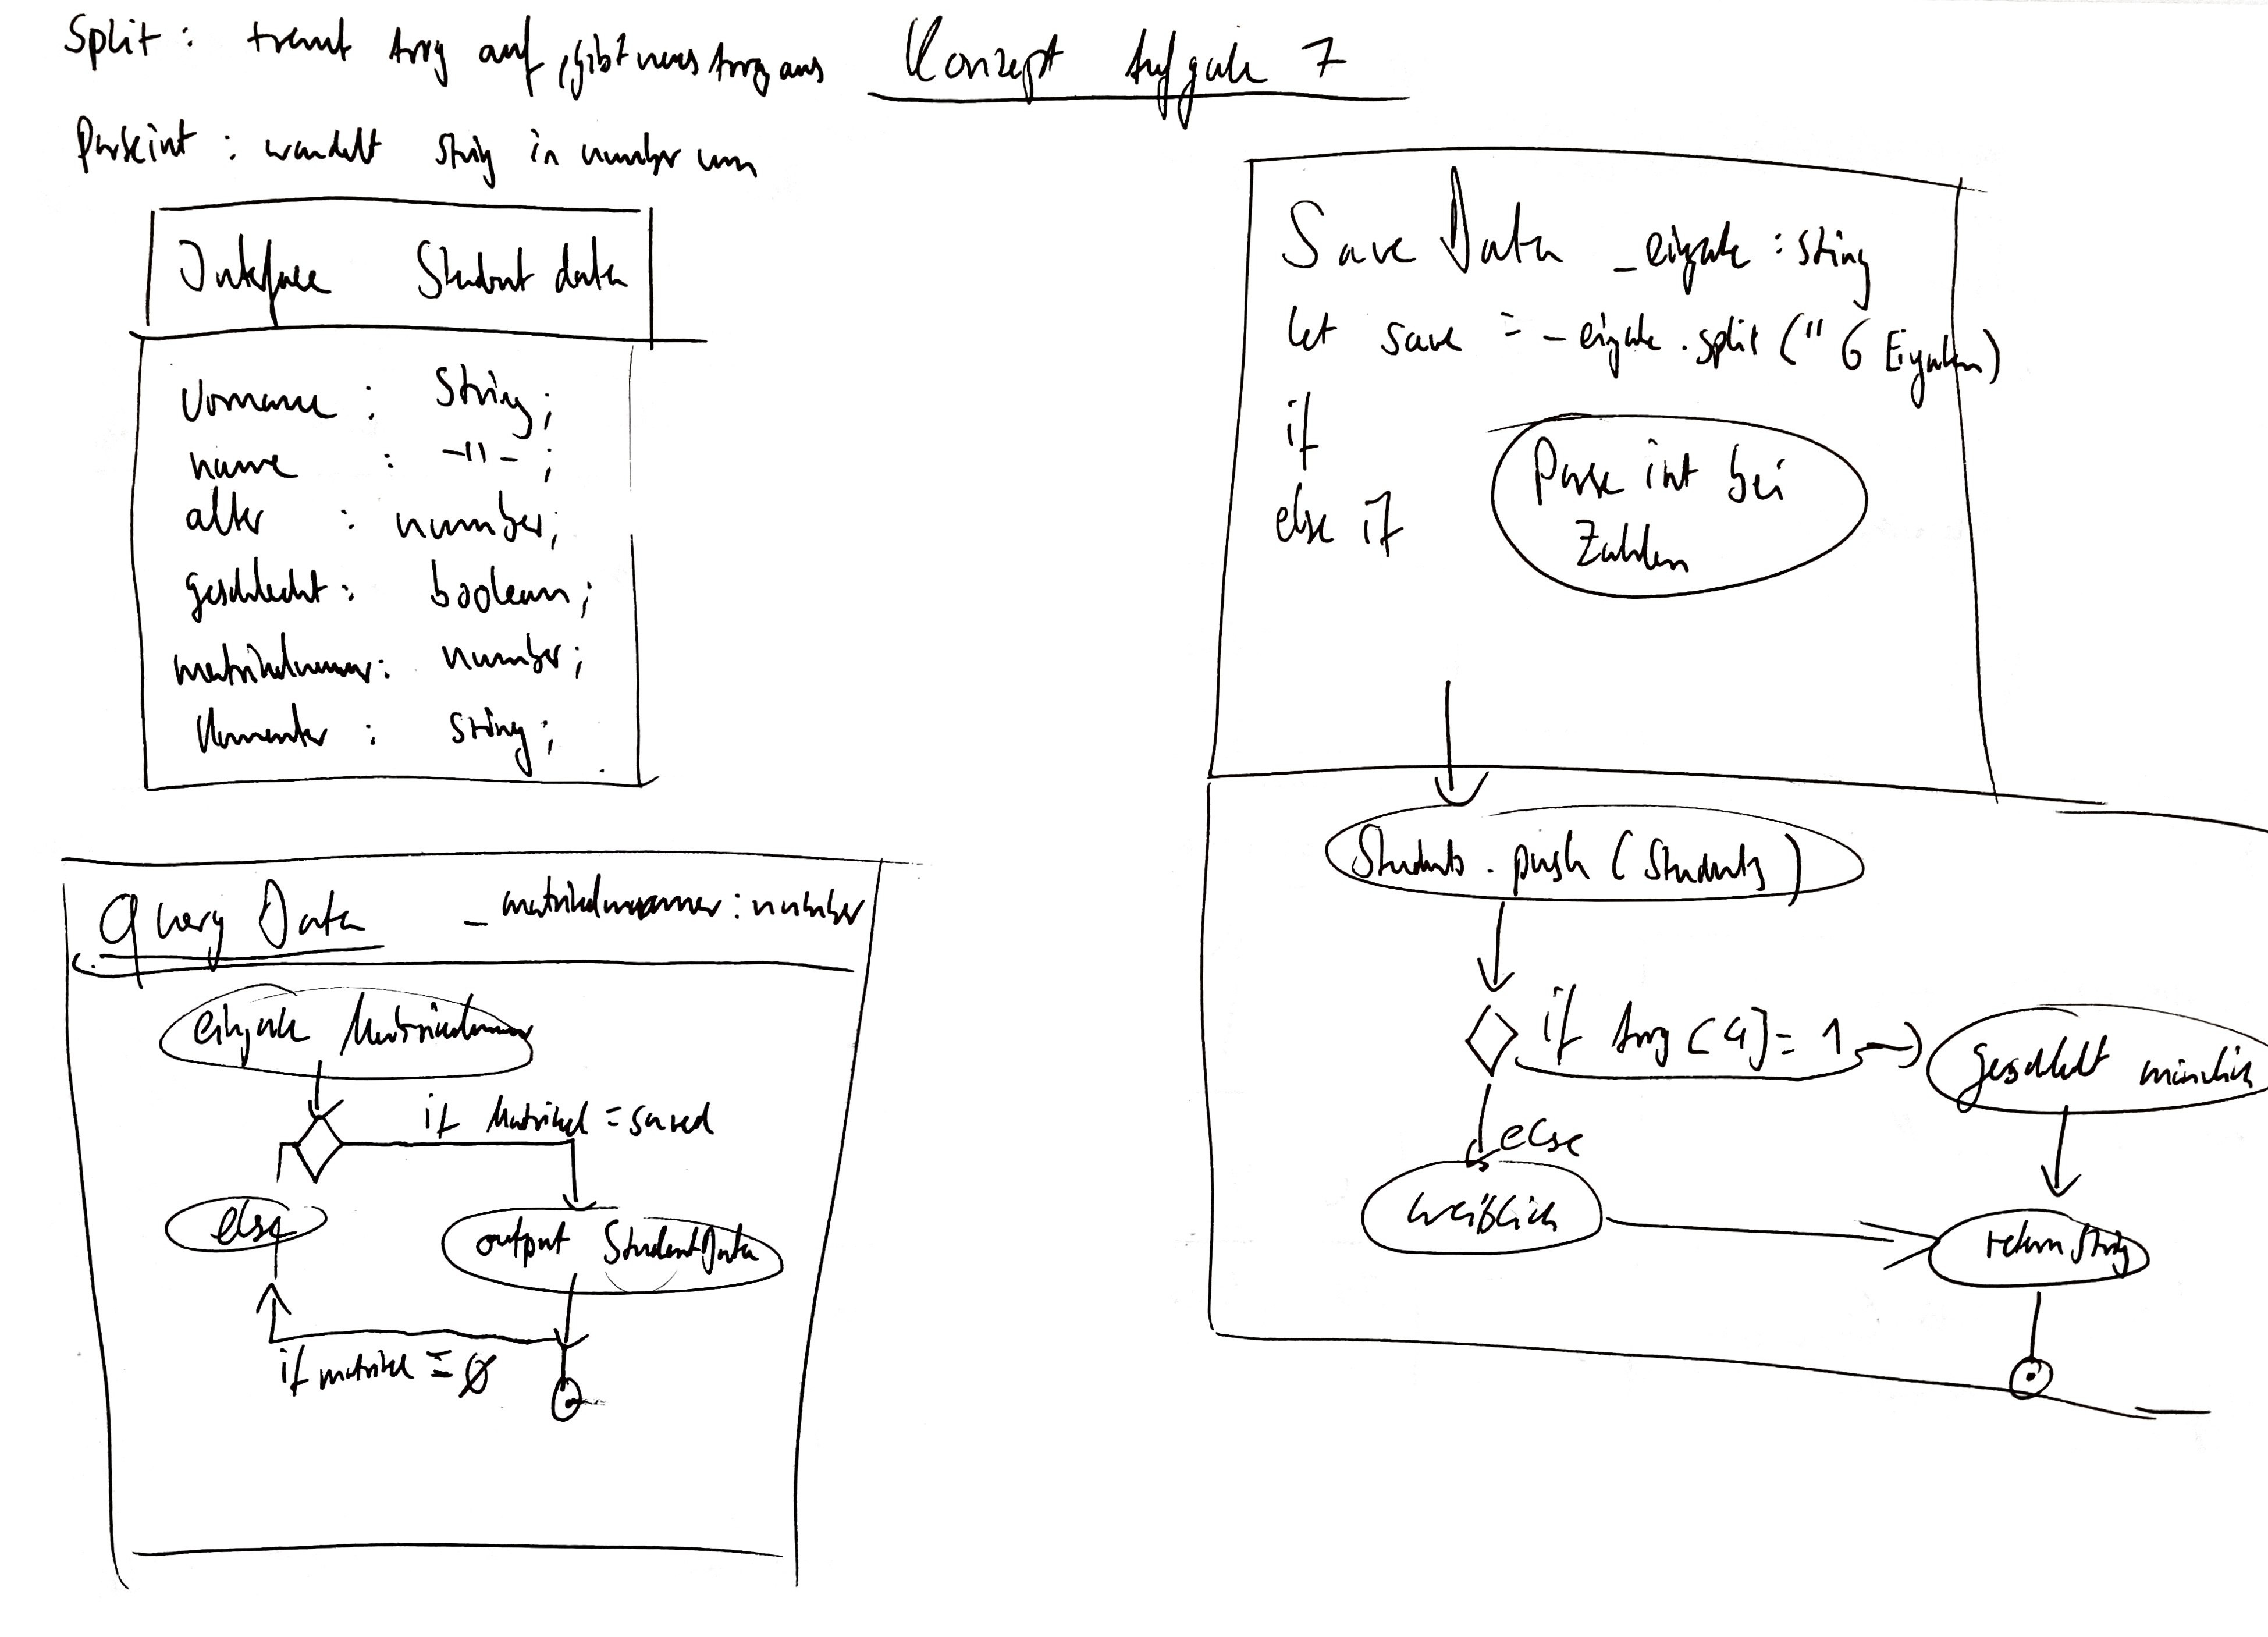 Split : trennt Array auf, gibt neues Array aus
Konzept Aufgabe 7
Parseint : wandelt string in number um
Interface Student data
Vorname : String;
name : -"- ;
alter : number;
geschlecht : boolean;
matrikelnummer : number;
Kommentar : String;
Save Data _eingabe : string
let save = _eingabe.split (" 6 Eingaben)
if
else if
Parse int bei
Zahlen
Students . push ( Students )
if Array [4] = 1
geschlecht männlich
else
weiblich
return String
Query Data _matrikelnummer : number
eingabe Matrikelnummer
if Matrikel = saved
else
output StudentData
if matrikel = Ø